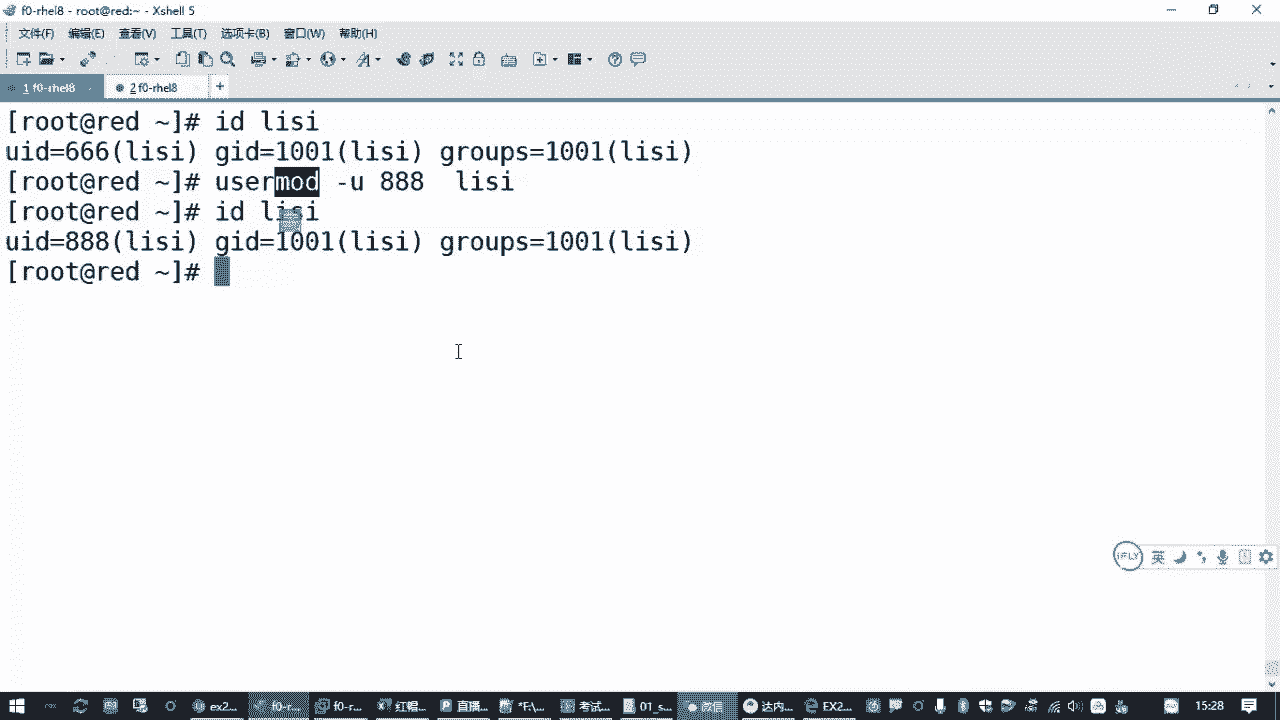 f0-rhel8 - root@red:~ - Xshell 5
文件(F) 编辑(E) 查看(V) 工具(T) 选项卡(B) 窗口(W) 帮助(H)
1 f0-rhel8
2 f0-rhel8
+
[root@red ~]# id lisi
uid=666(lisi) gid=1001(lisi) groups=1001(lisi)
[root@red ~]# usermod -u 888  lisi
[root@red ~]# id lisi
uid=888(lisi) gid=1001(lisi) groups=1001(lisi)
[root@red ~]#
iFLY 英
ex2... f0-r... f0-r... 红帽... 直播... *F:\... 考试... 01_s... 微信 达内... EX2... 15:28